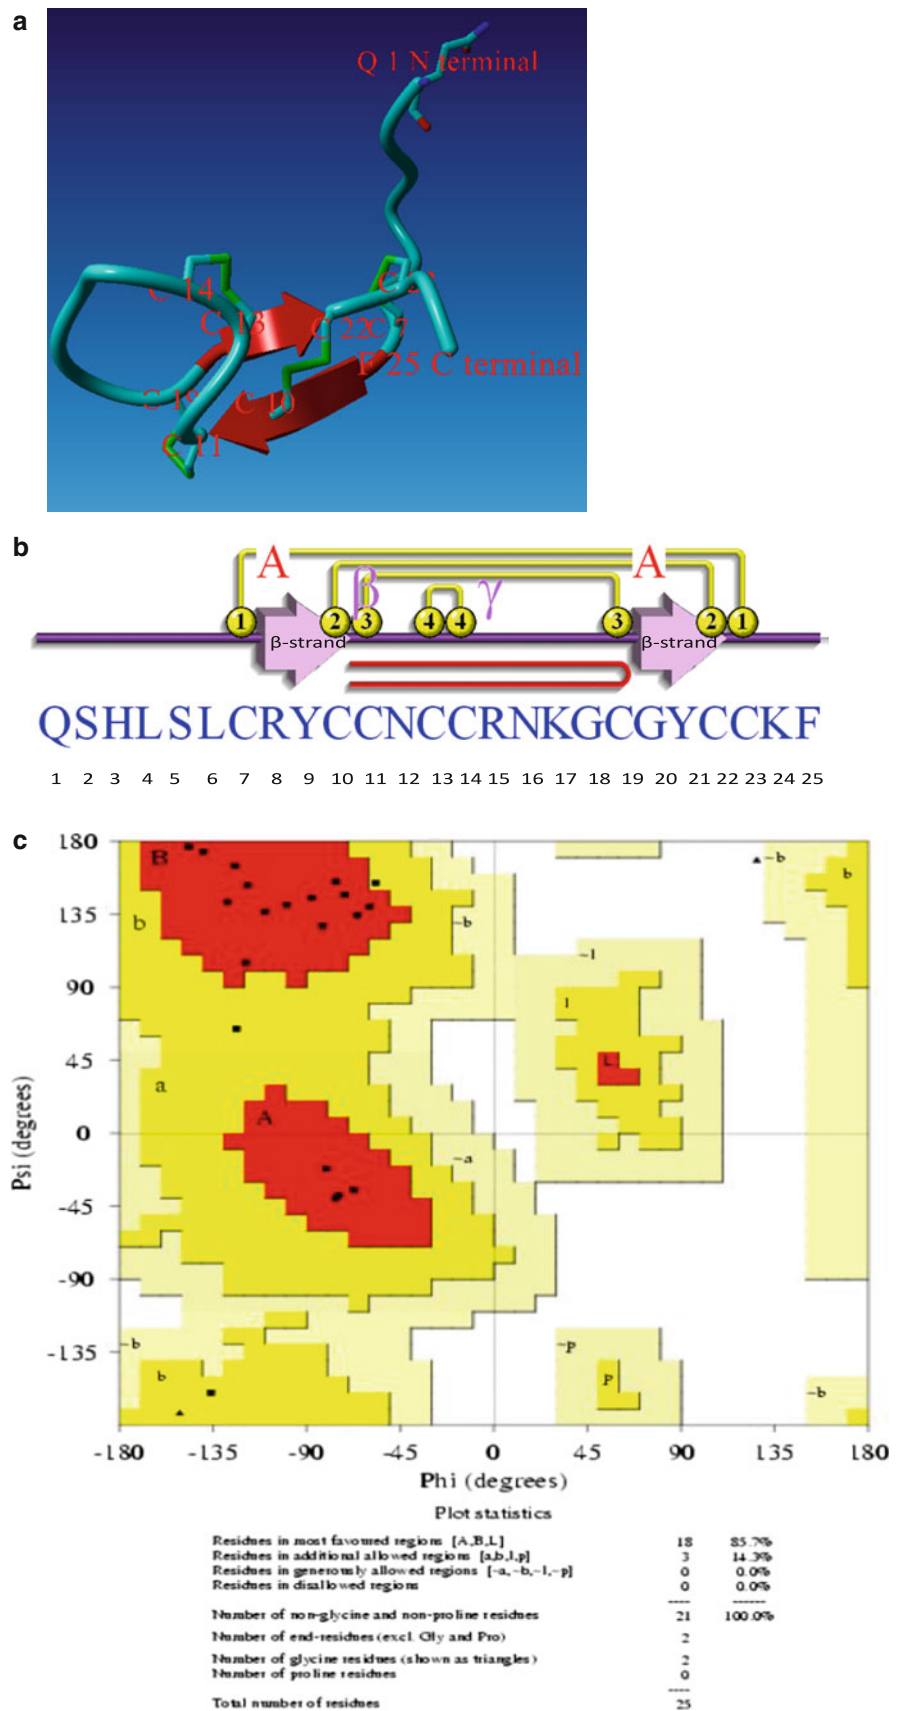 a
Q 1 N terminal
C 14
C 13
C 22 C 7
F 25 C terminal
C 19
C 10
C 11
b
A A
β γ
1 2 3 4 4 3 2 1
β-strand β-strand
QSHLSLCRYCCNCCRNKGCGYCCKF
1 2 3 4 5 6 7 8 9 10 11 12 13 14 15 16 17 18 19 20 21 22 23 24 25
c
180
B
~b
b
135
b
~b
~l
90
l
45
L
a
A
0
~a
-45
-90
-135
~b
~p
b
p
~b
Psi (degrees)
-180 -135 -90 -45 0 45 90 135 180
Phi (degrees)
Plot statistics
Residues in most favoured regions [A,B,L] 18 85.7%
Residues in additional allowed regions [a,b,l,p] 3 14.3%
Residues in generously allowed regions [~a,~b,~l,~p] 0 0.0%
Residues in disallowed regions 0 0.0%
---- ------
Number of non-glycine and non-proline residues 21 100.0%
Number of end-residues (excl. Gly and Pro) 2
Number of glycine residues (shown as triangles) 2
Number of proline residues 0
----
Total number of residues 25